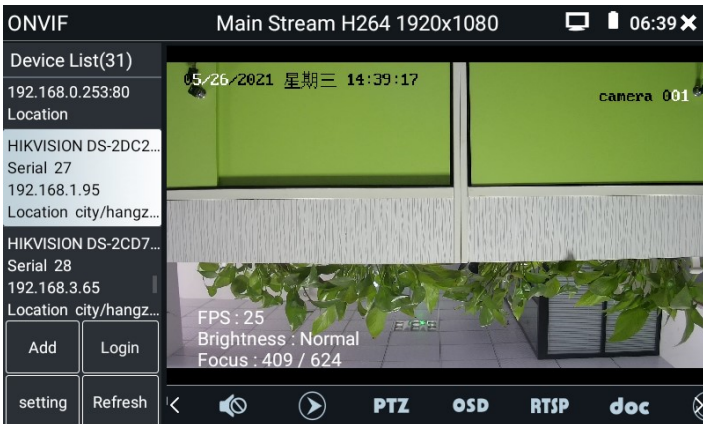 ONVIF
Main Stream H264 1920x1080
06:39
Device List(31)
192.168.0.253:80
Location
HIKVISION DS-2DC2...
Serial 27
192.168.1.95
Location city/hangz...
HIKVISION DS-2CD7...
Serial 28
192.168.3.65
Location city/hangz...
Add
Login
setting
Refresh
05/26/2021 星期三 14:39:17
camera 001
FPS : 25
Brightness : Normal
Focus : 409 / 624
PTZ
OSD
RTSP
doc